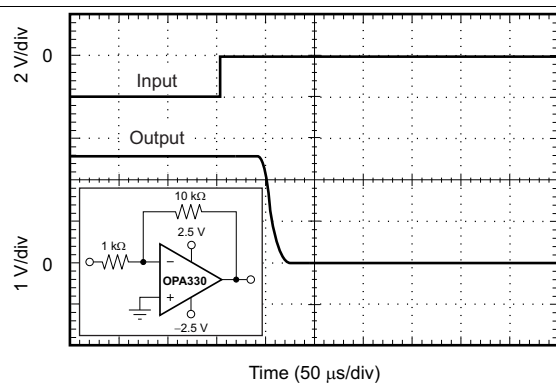 2 V/div
0
Input
Output
10 kΩ
2.5 V
1 kΩ
−
OPA330
+
−2.5 V
1 V/div
0
Time (50 μs/div)